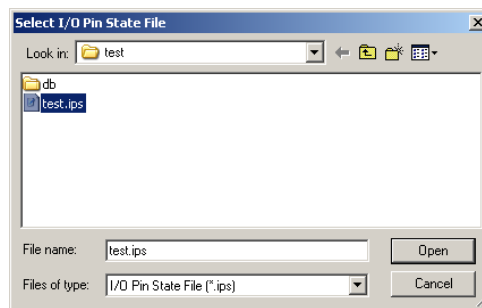 Select I/O Pin State File
Look in: test
db
test.ips
File name: test.ips
Open
Files of type: I/O Pin State File (*.ips)
Cancel